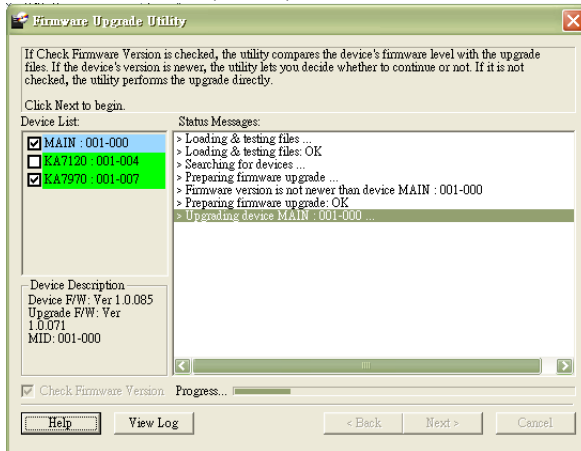 Firmware Upgrade Utility
If Check Firmware Version is checked, the utility compares the device's firmware level with the upgrade
files. If the device's version is newer, the utility lets you decide whether to continue or not. If it is not
checked, the utility performs the upgrade directly.
Click Next to begin.
Device List:
MAIN : 001-000
KA7120 : 001-004
KA7970 : 001-007
Status Messages:
> Loading & testing files ...
> Loading & testing files: OK
> Searching for devices ...
> Preparing firmware upgrade ...
> Firmware version is not newer than device MAIN : 001-000
> Preparing firmware upgrade: OK
> Upgrading device MAIN : 001-000 ...
Device Description
Device F/W: Ver 1.0.085
Upgrade F/W: Ver
1.0.071
MID: 001-000
Check Firmware Version Progress...
Help View Log < Back Next > Cancel